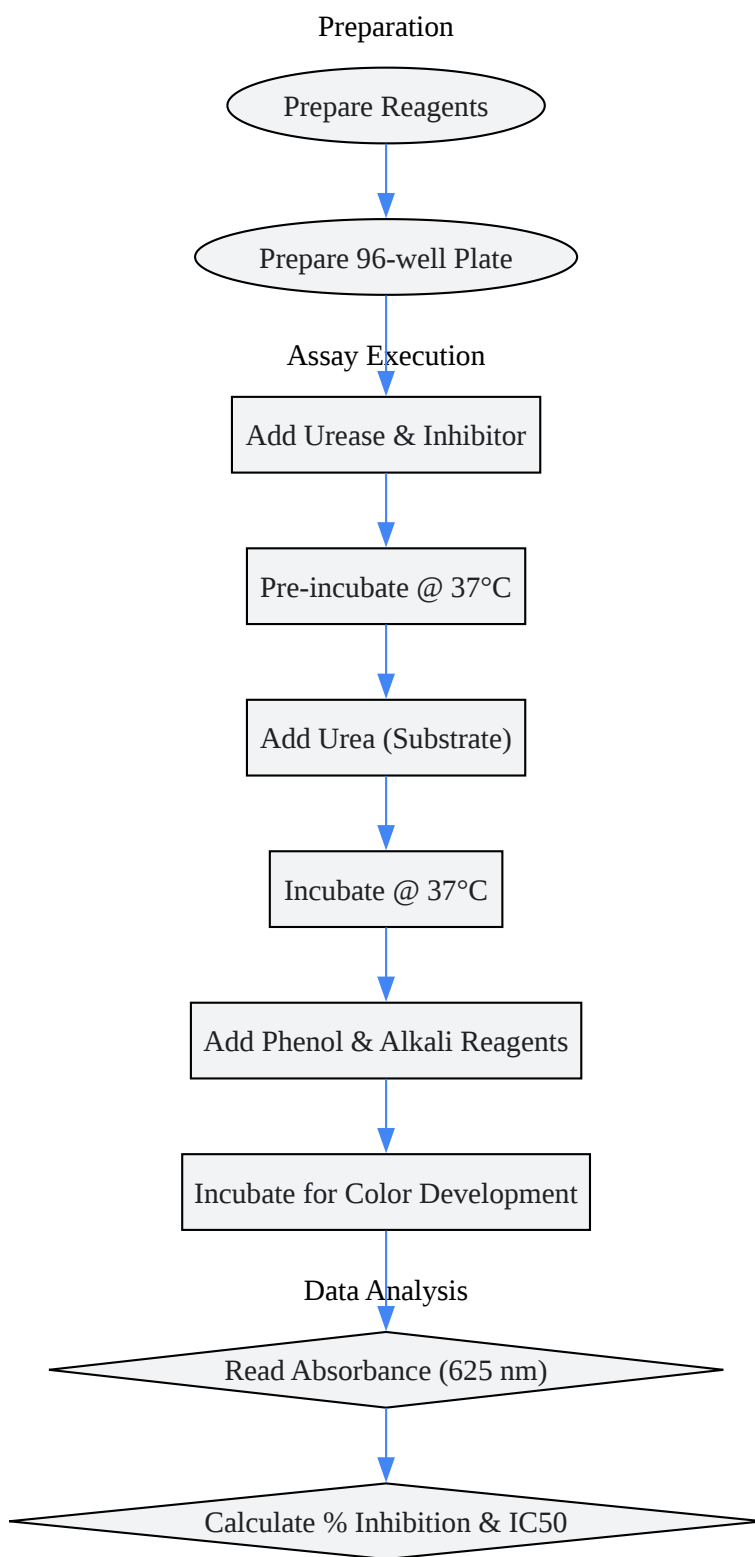 Preparation
Prepare Reagents
Prepare 96-well Plate
Assay Execution
Add Urease & Inhibitor
Pre-incubate @ 37°C
Add Urea (Substrate)
Incubate @ 37°C
Add Phenol & Alkali Reagents
Incubate for Color Development
Data Analysis
Read Absorbance (625 nm)
Calculate % Inhibition & IC50